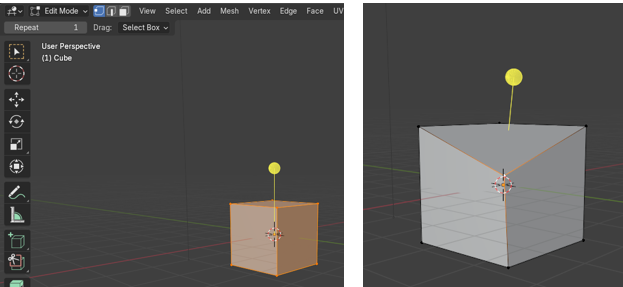 Edit Mode View Select Add Mesh Vertex Edge Face UV
Repeat 1 Drag: Select Box
User Perspective
(1) Cube